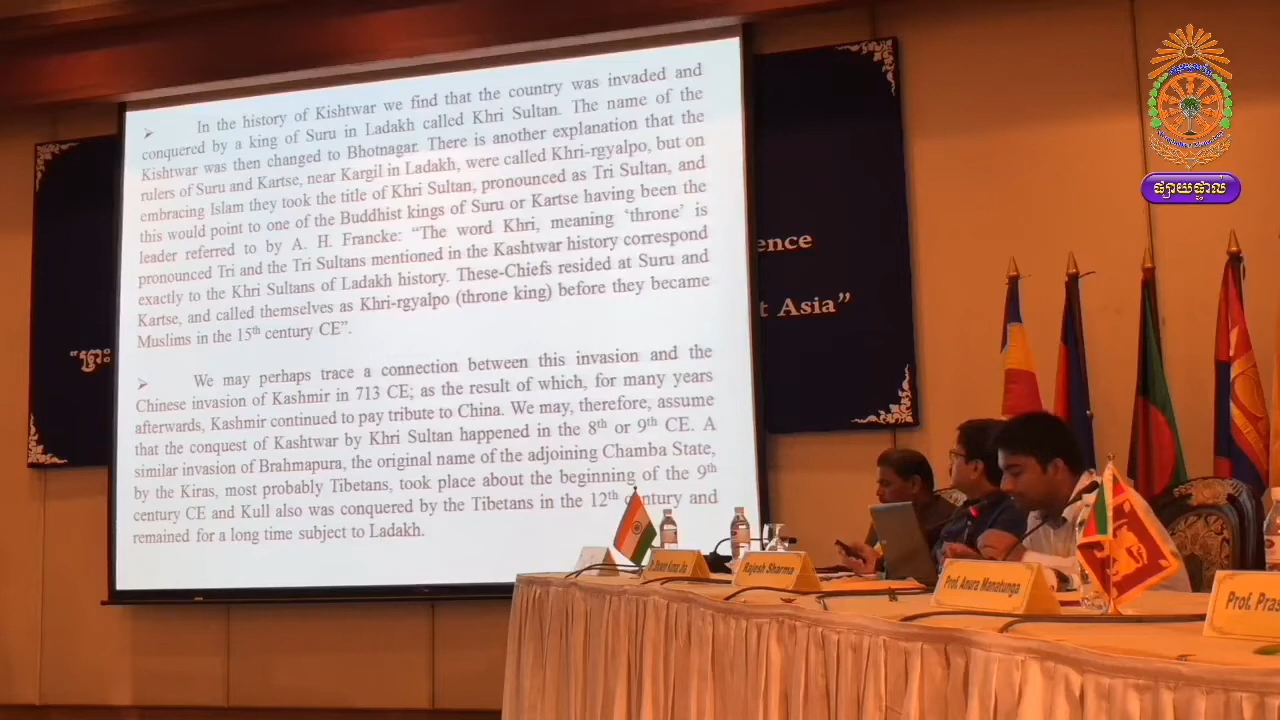 ➤ In the history of Kishtwar we find that the country was invaded and
conquered by a king of Suru in Ladakh called Khri Sultan. The name of the
Kishtwar was then changed to Bhotnagar. There is another explanation that the
rulers of Suru and Kartse, near Kargil in Ladakh, were called Khri-rgyalpo, but on
embracing Islam they took the title of Khri Sultan, pronounced as Tri Sultan, and
this would point to one of the Buddhist kings of Suru or Kartse having been the
leader referred to by A. H. Francke: “The word Khri, meaning ‘throne’ is
pronounced Tri and the Tri Sultans mentioned in the Kashtwar history correspond
exactly to the Khri Sultans of Ladakh history. These-Chiefs resided at Suru and
Kartse, and called themselves as Khri-rgyalpo (throne king) before they became
Muslims in the 15th century CE”.
➤ We may perhaps trace a connection between this invasion and the
Chinese invasion of Kashmir in 713 CE; as the result of which, for many years
afterwards, Kashmir continued to pay tribute to China. We may, therefore, assume
that the conquest of Kashtwar by Khri Sultan happened in the 8th or 9th CE. A
similar invasion of Brahmapura, the original name of the adjoining Chamba State,
by the Kiras, most probably Tibetans, took place about the beginning of the 9th
century CE and Kull also was conquered by the Tibetans in the 12th century and
remained for a long time subject to Ladakh.
“ព្រះ
ence
t Asia”
ផ្សាយផ្ទាល់
Rajesh Sharma
Prof. Anura Manatunga
Prof. Pras